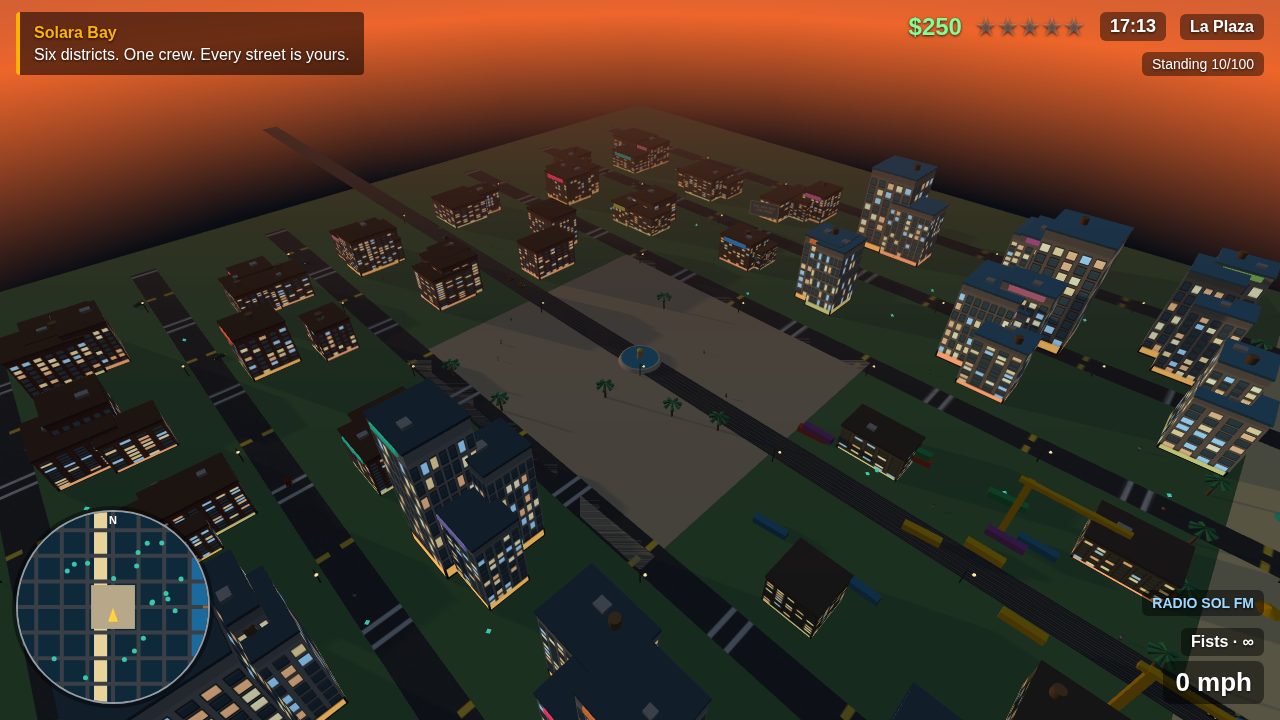 Solara Bay
Six districts. One crew. Every street is yours.
$250
17:13
La Plaza
Standing 10/100
N
RADIO SOL FM
Fists · ∞
0 mph